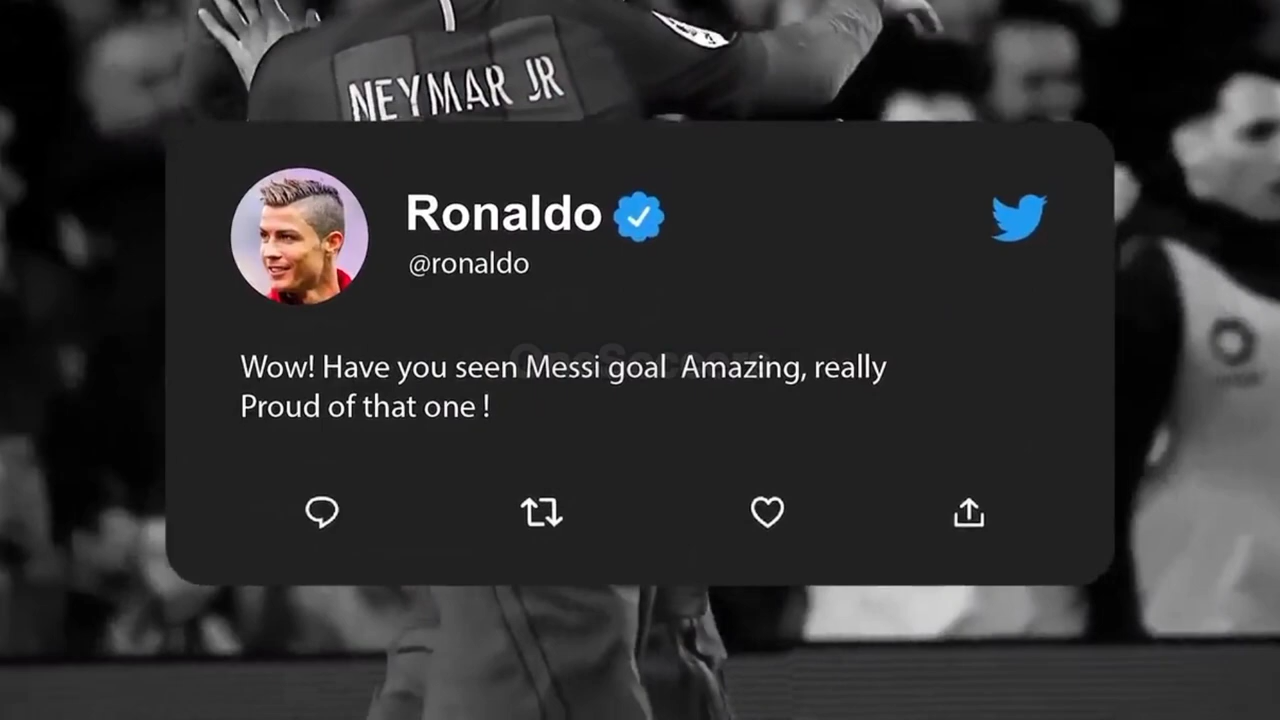 NEYMAR JR
Ronaldo
@ronaldo
Wow! Have you seen Messi goal Amazing, really
Proud of that one !